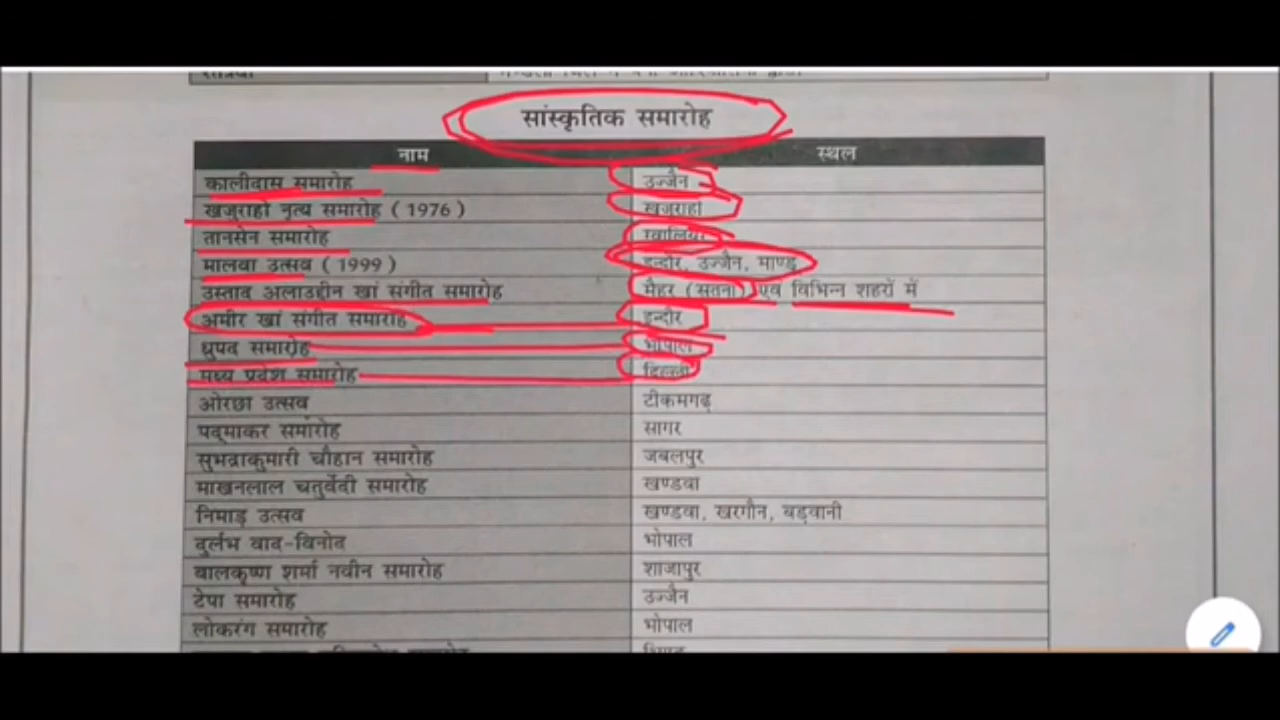 सांस्कृतिक समारोह
नाम स्थल
कालीदास समारोह उज्जैन
खजुराहो नृत्य समारोह ( 1976 ) खजुराहो
तानसेन समारोह ग्वालियर
मालवा उत्सव ( 1999 ) इन्दौर, उज्जैन, माण्डू
उस्ताद अलाउद्दीन खां संगीत समारोह मैहर (सतना) एवं विभिन्न शहरों में
अमीर खां संगीत समारोह इन्दौर
ध्रुपद समारोह भोपाल
मध्य प्रदेश समारोह दिल्ली
ओरछा उत्सव टीकमगढ़
पद्माकर समारोह सागर
सुभद्राकुमारी चौहान समारोह जबलपुर
माखनलाल चतुर्वेदी समारोह खण्डवा
निमाड़ उत्सव खण्डवा, खरगौन, बड़वानी
दुर्लभ वाद-विनोद भोपाल
बालकृष्ण शर्मा नवीन समारोह शाजापुर
टेपा समारोह उज्जैन
लोकरंग समारोह भोपाल